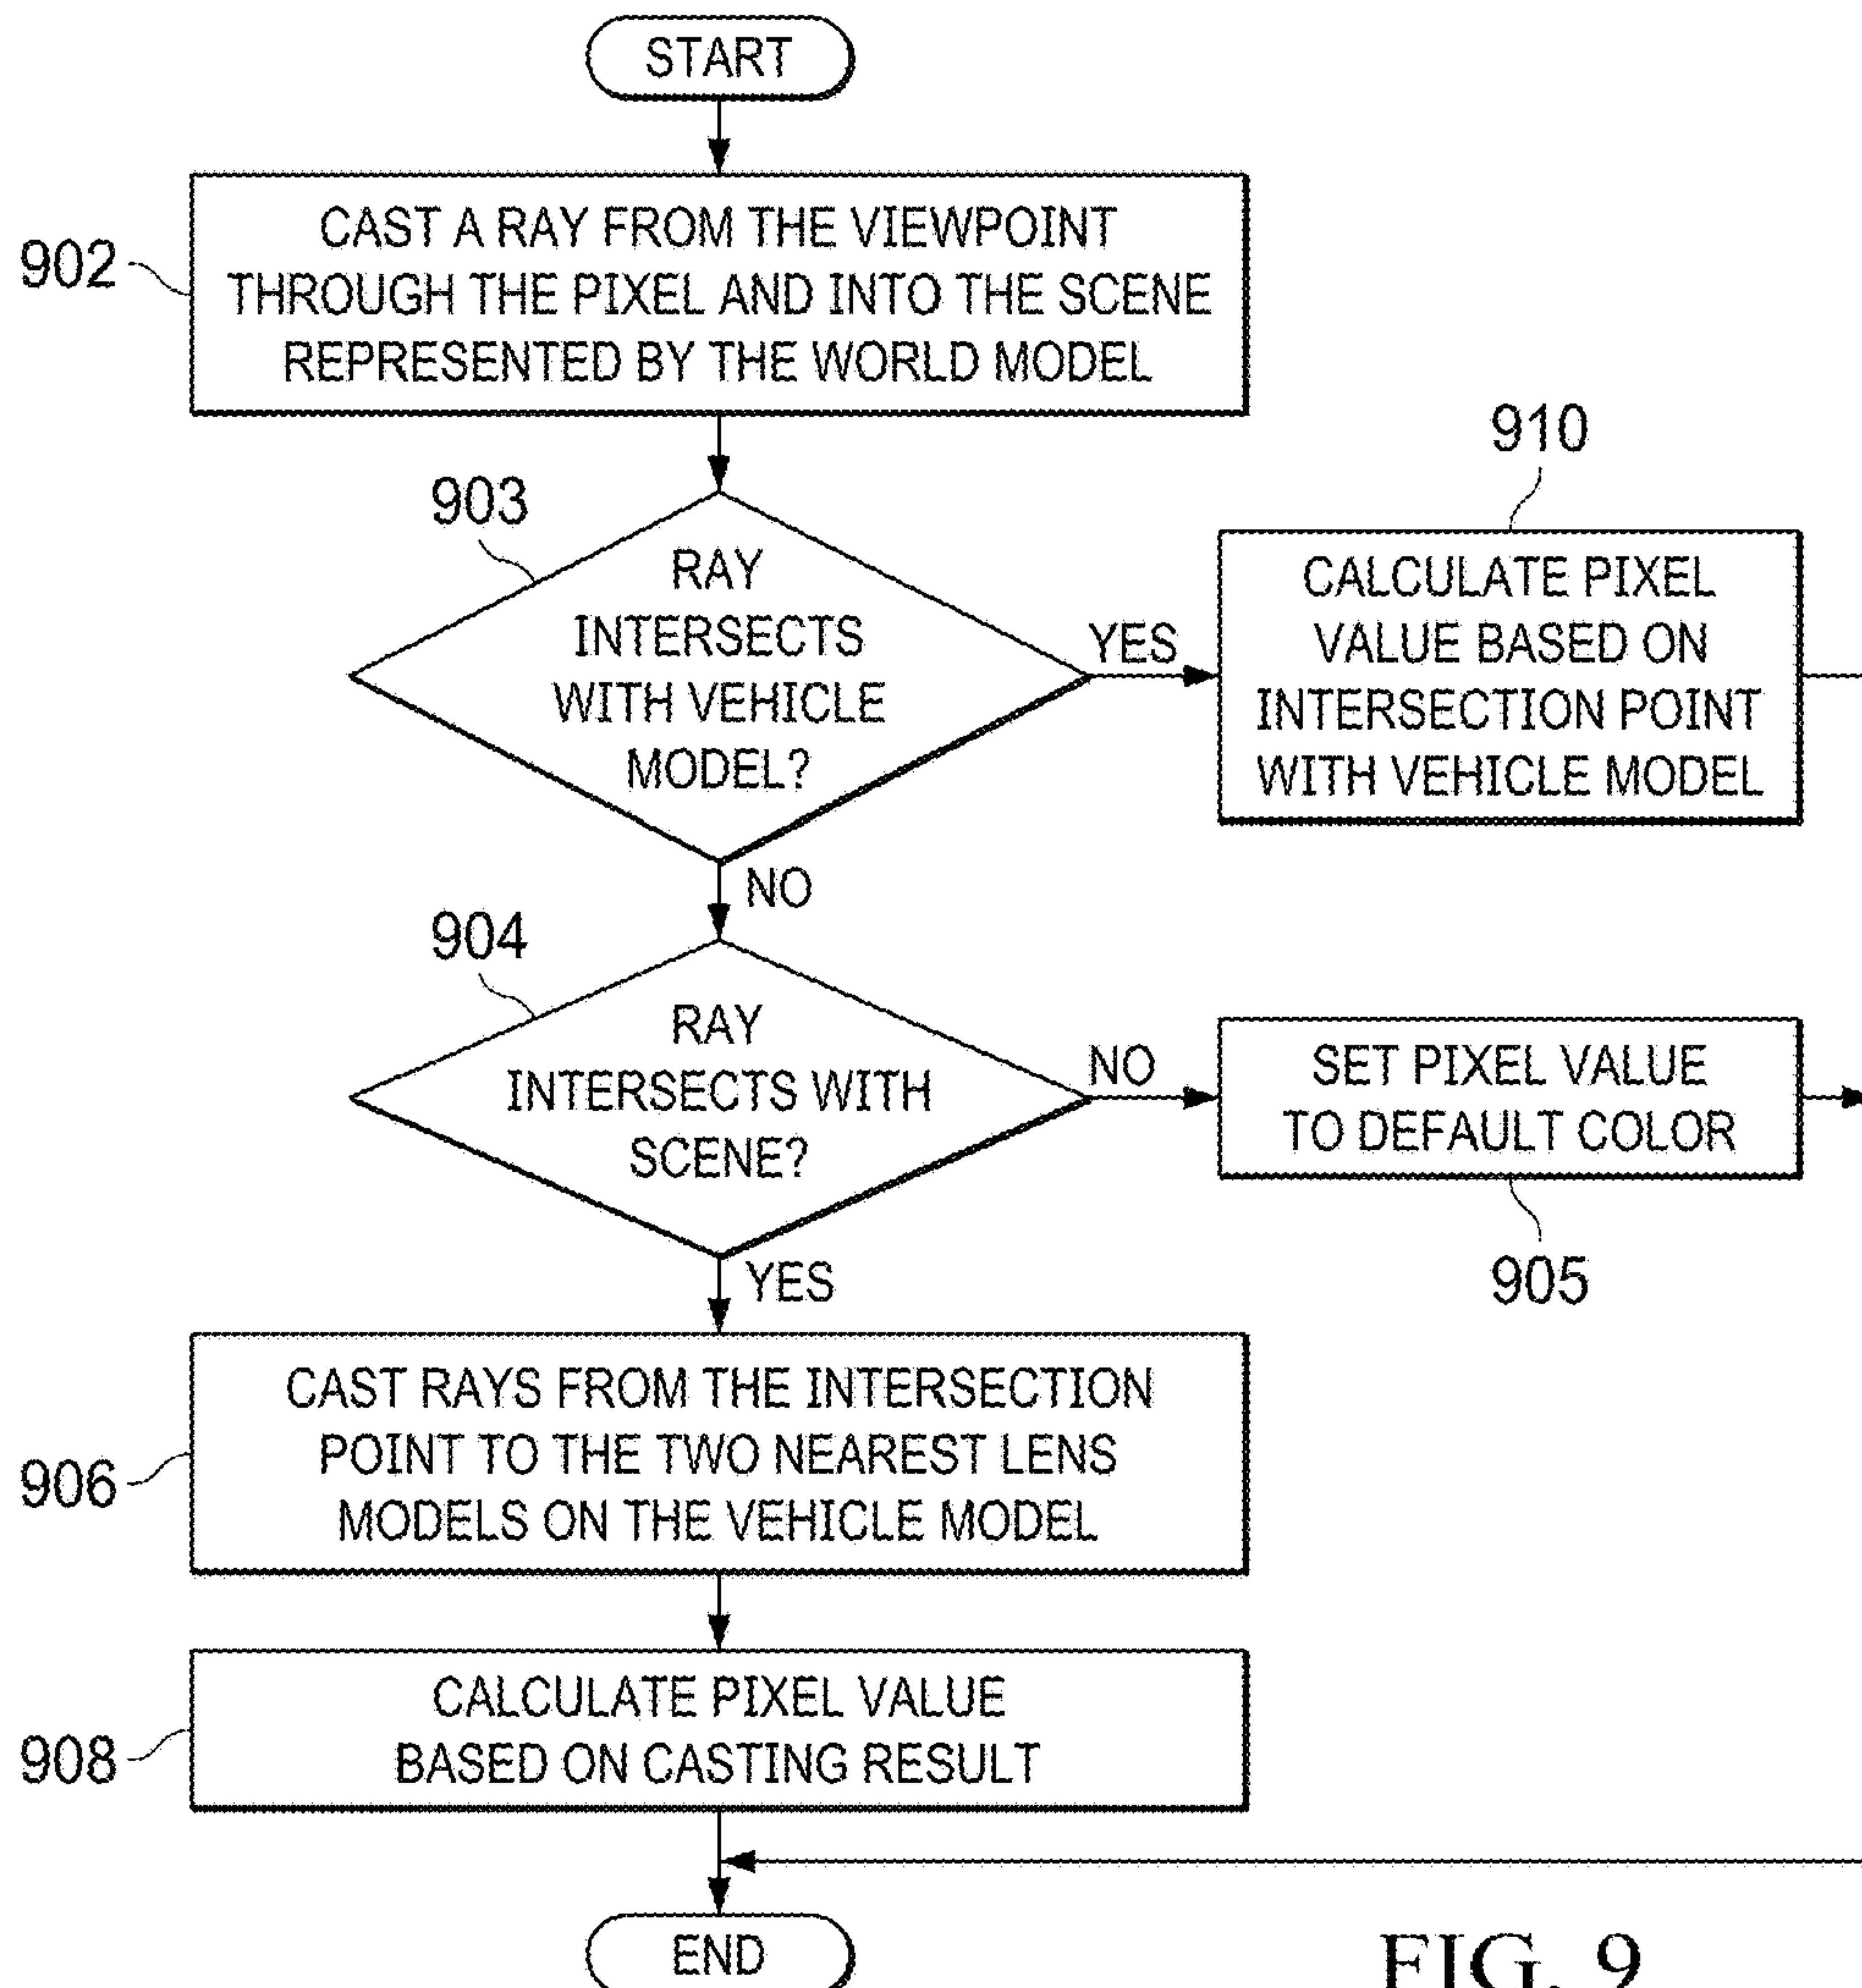 START
902
CAST A RAY FROM THE VIEWPOINT
THROUGH THE PIXEL AND INTO THE SCENE
REPRESENTED BY THE WORLD MODEL
903
RAY
INTERSECTS
WITH VEHICLE
MODEL?
YES
910
CALCULATE PIXEL
VALUE BASED ON
INTERSECTION POINT
WITH VEHICLE MODEL
NO
904
RAY
INTERSECTS WITH
SCENE?
NO
SET PIXEL VALUE
TO DEFAULT COLOR
905
YES
906
CAST RAYS FROM THE INTERSECTION
POINT TO THE TWO NEAREST LENS
MODELS ON THE VEHICLE MODEL
908
CALCULATE PIXEL VALUE
BASED ON CASTING RESULT
END
FIG. 9